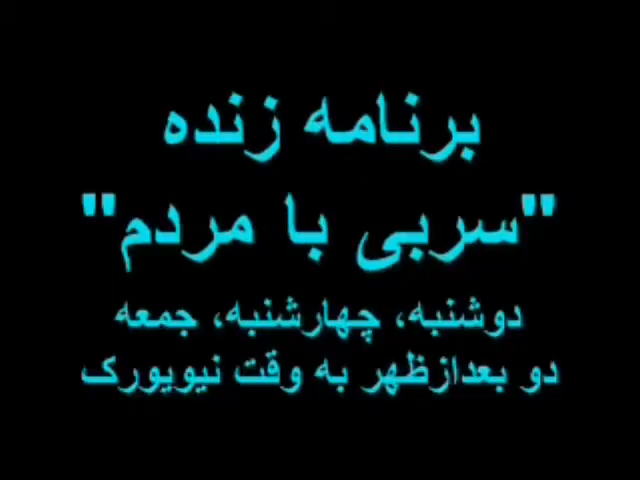 برنامه زنده
"سربی با مردم"
دوشنبه، چهارشنبه، جمعه
دو بعدازظهر به وقت نیویورک